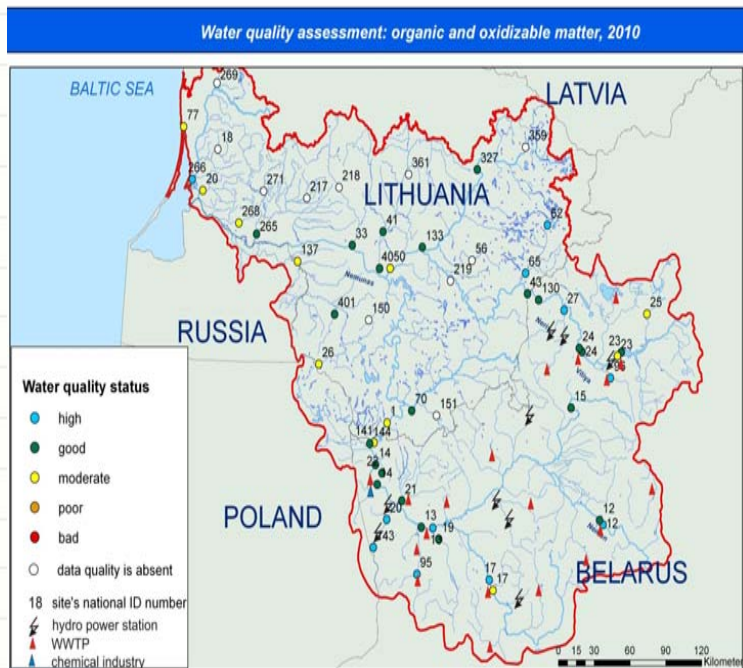 Water quality assessment: organic and oxidizable matter, 2010
BALTIC SEA
LATVIA
269
77
18
359
327
361
266
20
271
217
218
LITHUANIA
268
265
41
62
33
133
137
4050
56
219
65
Nemunas
43
130
27
25
401
150
RUSSIA
24
24
23
23
26
15
70
151
1
141
144
14
21
13
19
12
12
POLAND
20
43
95
17
17
BELARUS
Water quality status
high
good
moderate
poor
bad
data quality is absent
18 site's national ID number
hydro power station
WWTP
chemical industry
0 15 30 60 90 120
Kilometer